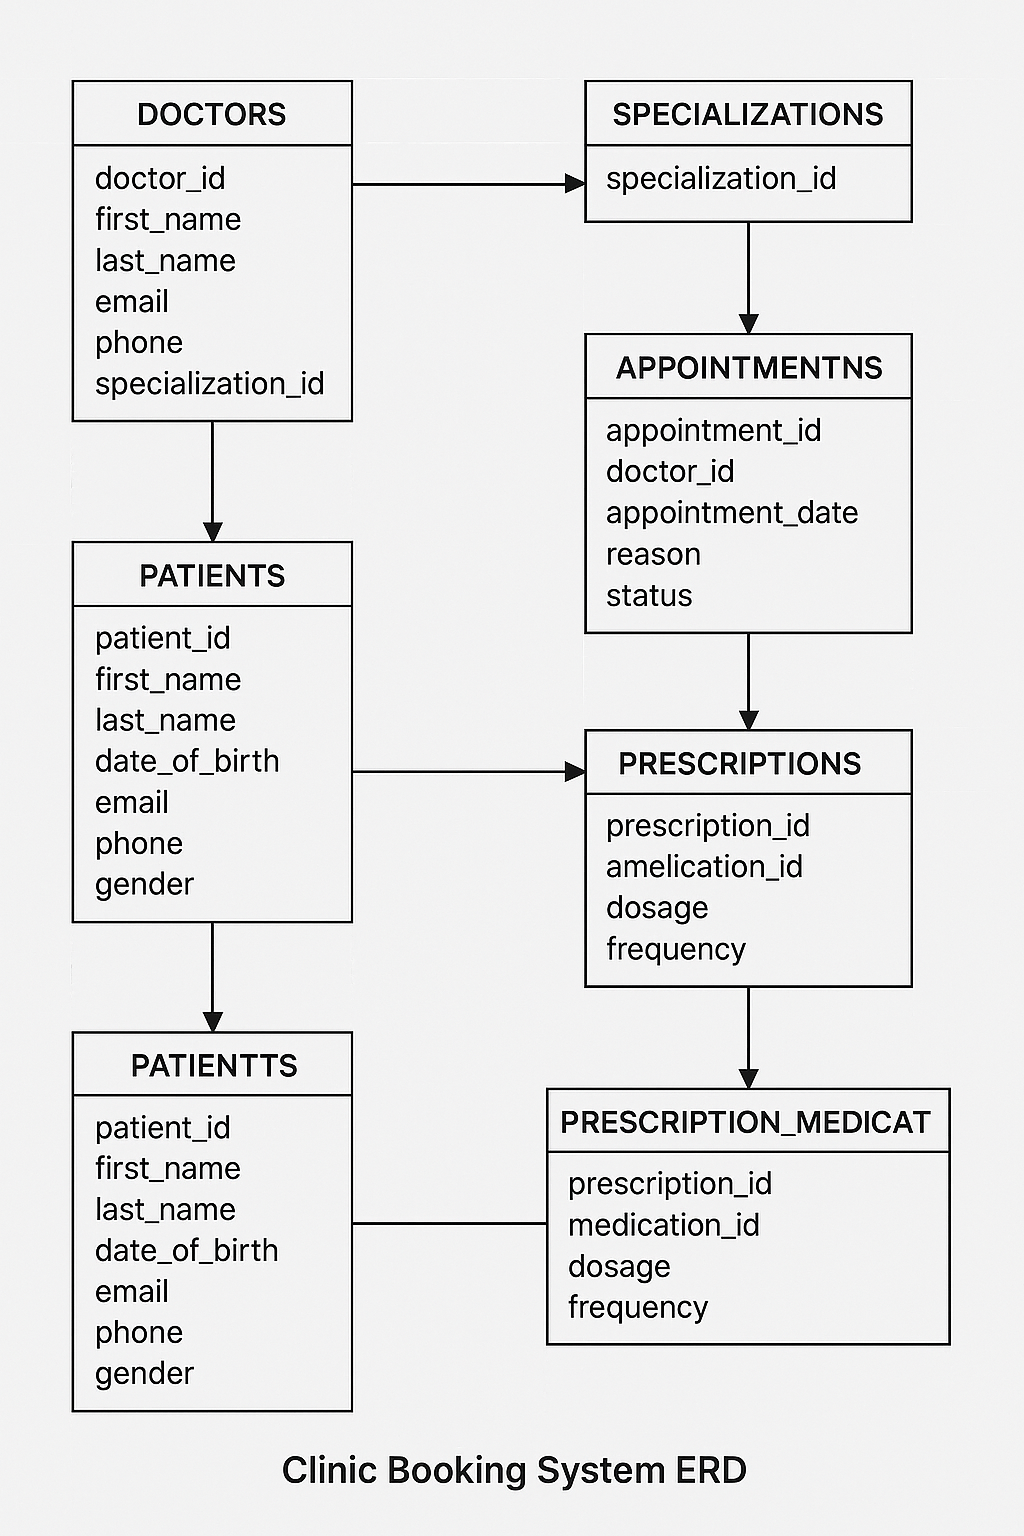 DOCTORS
doctor_id
first_name
last_name
email
phone
specialization_id
SPECIALIZATIONS
specialization_id
APPOINTMENTNS
appointment_id
doctor_id
appointment_date
reason
status
PATIENTS
patient_id
first_name
last_name
date_of_birth
email
phone
gender
PRESCRIPTIONS
prescription_id
amelication_id
dosage
frequency
PATIENTTS
patient_id
first_name
last_name
date_of_birth
email
phone
gender
PRESCRIPTION_MEDICAT
prescription_id
medication_id
dosage
frequency
Clinic Booking System ERD